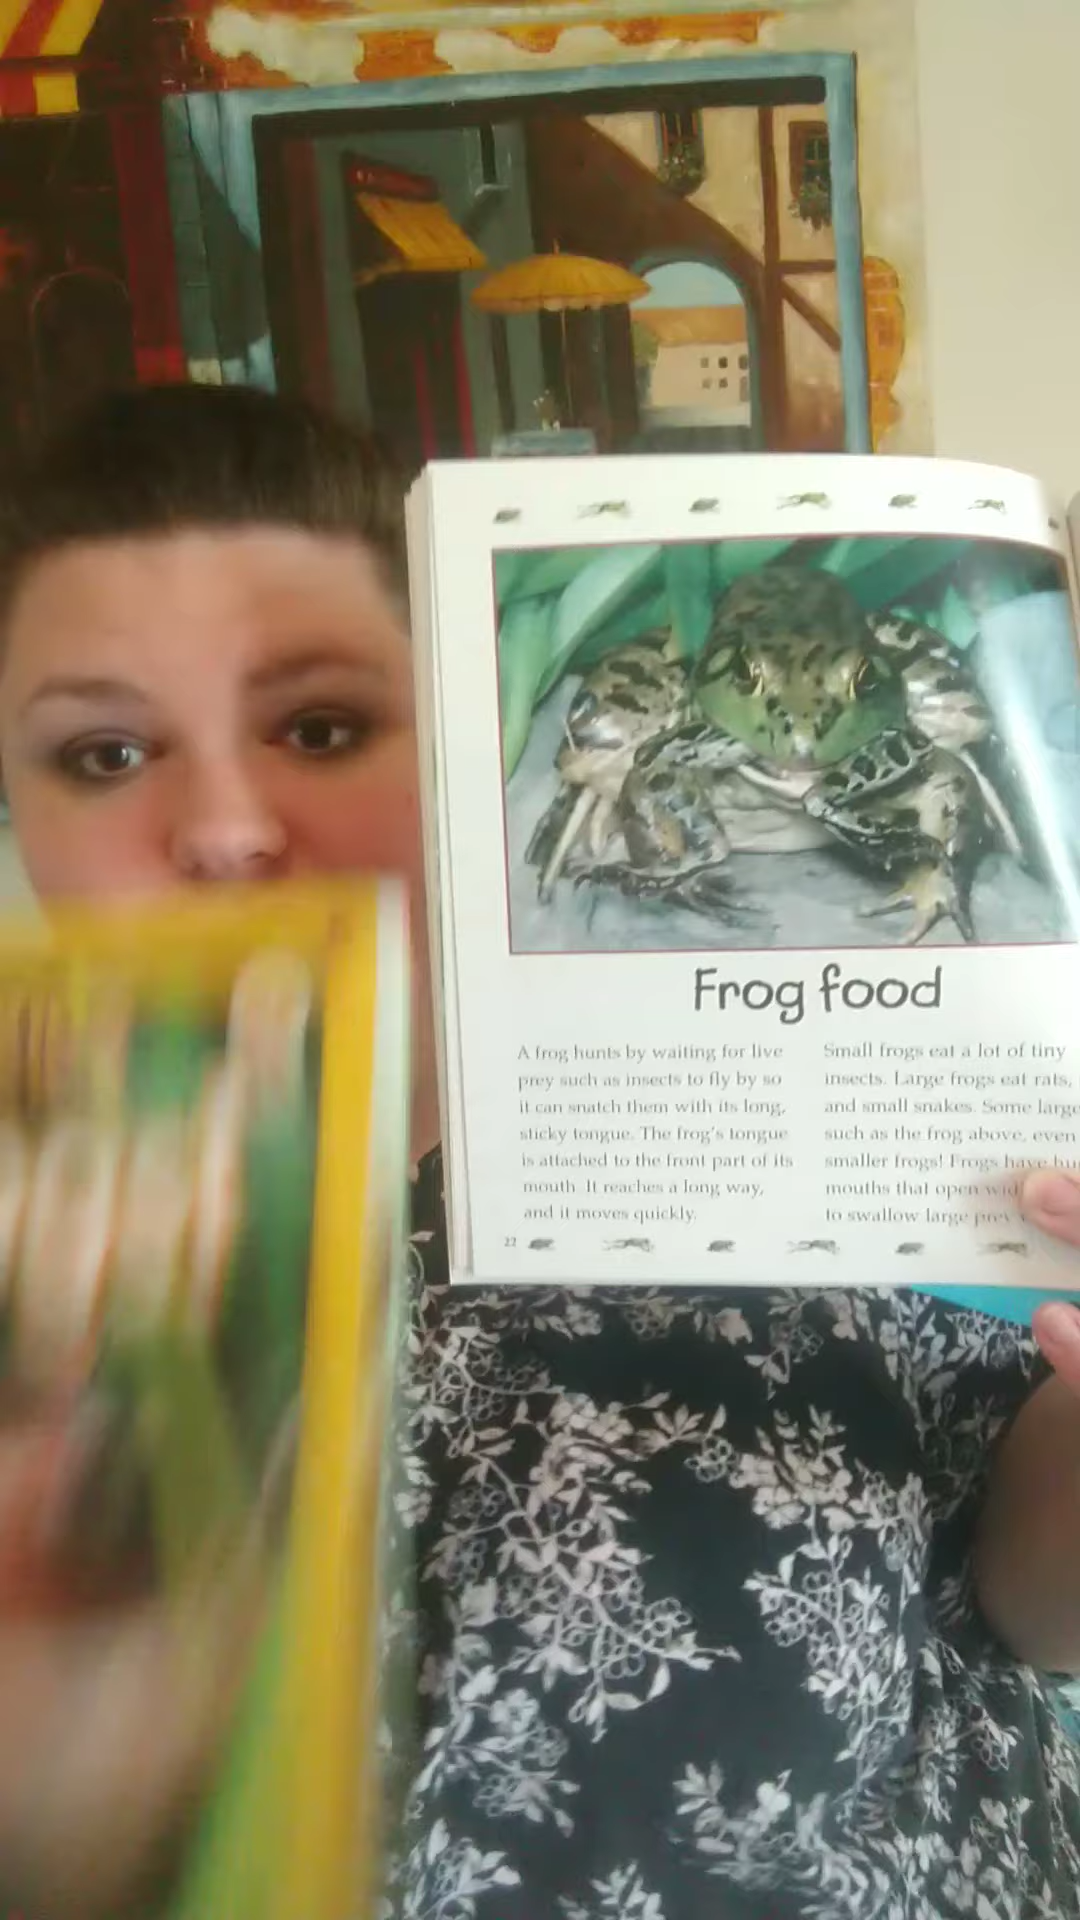 Frog food
A frog hunts by waiting for live
prey such as insects to fly by so
it can snatch them with its long,
sticky tongue. The frog's tongue
is attached to the front part of its
mouth. It reaches a long way,
and it moves quickly.
Small frogs eat a lot of tiny
insects. Large frogs eat rats,
and small snakes. Some large
such as the frog above, even
smaller frogs! Frogs have
mouths that open
to swallow large prey
22